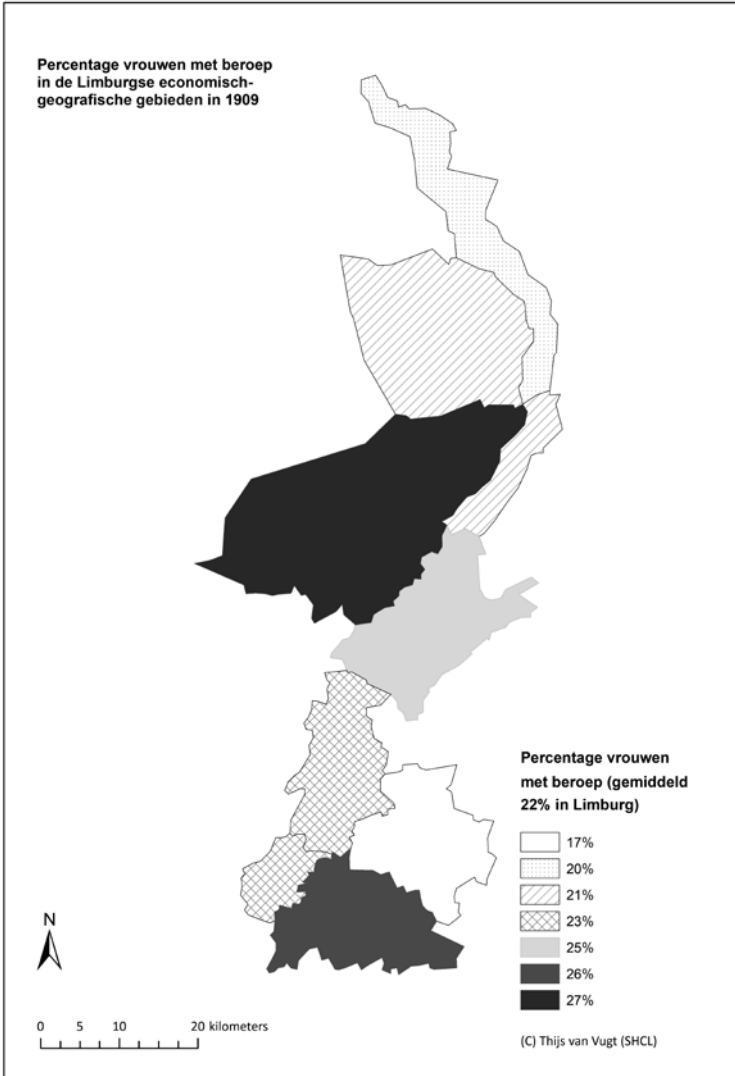 Percentage vrouwen met beroep
in de Limburgse economisch-
geografische gebieden in 1909
Percentage vrouwen
met beroep (gemiddeld
22% in Limburg)
17%
20%
21%
23%
25%
26%
27%
N
0 5 10 20 kilometers
(C) Thijs van Vugt (SHCL)